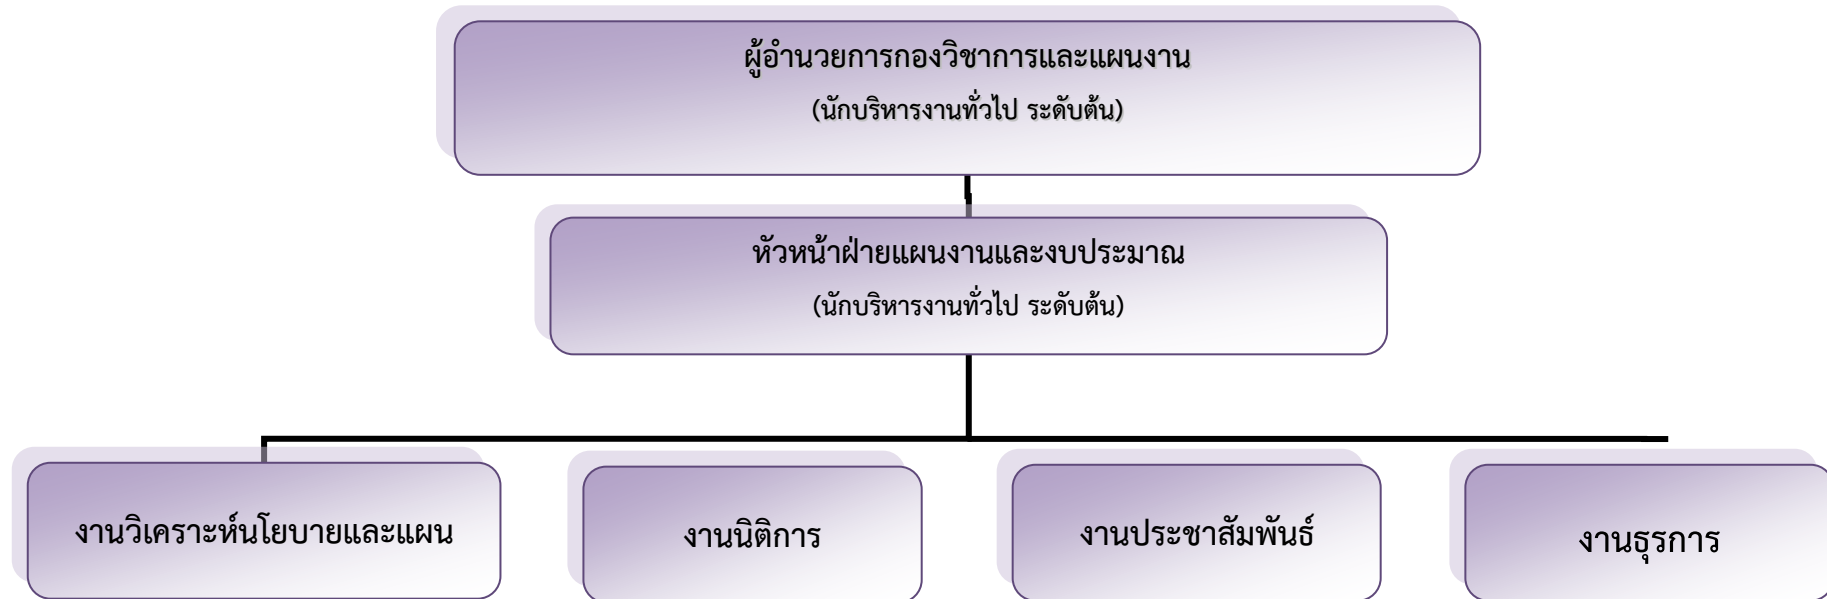 ผู้อำนวยการกองวิชาการและแผนงาน
(นักบริหารงานทั่วไป ระดับต้น)
หัวหน้าฝ่ายแผนงานและงบประมาณ
(นักบริหารงานทั่วไป ระดับต้น)
งานวิเคราะห์นโยบายและแผน
งานนิติการ
งานประชาสัมพันธ์
งานธุรการ